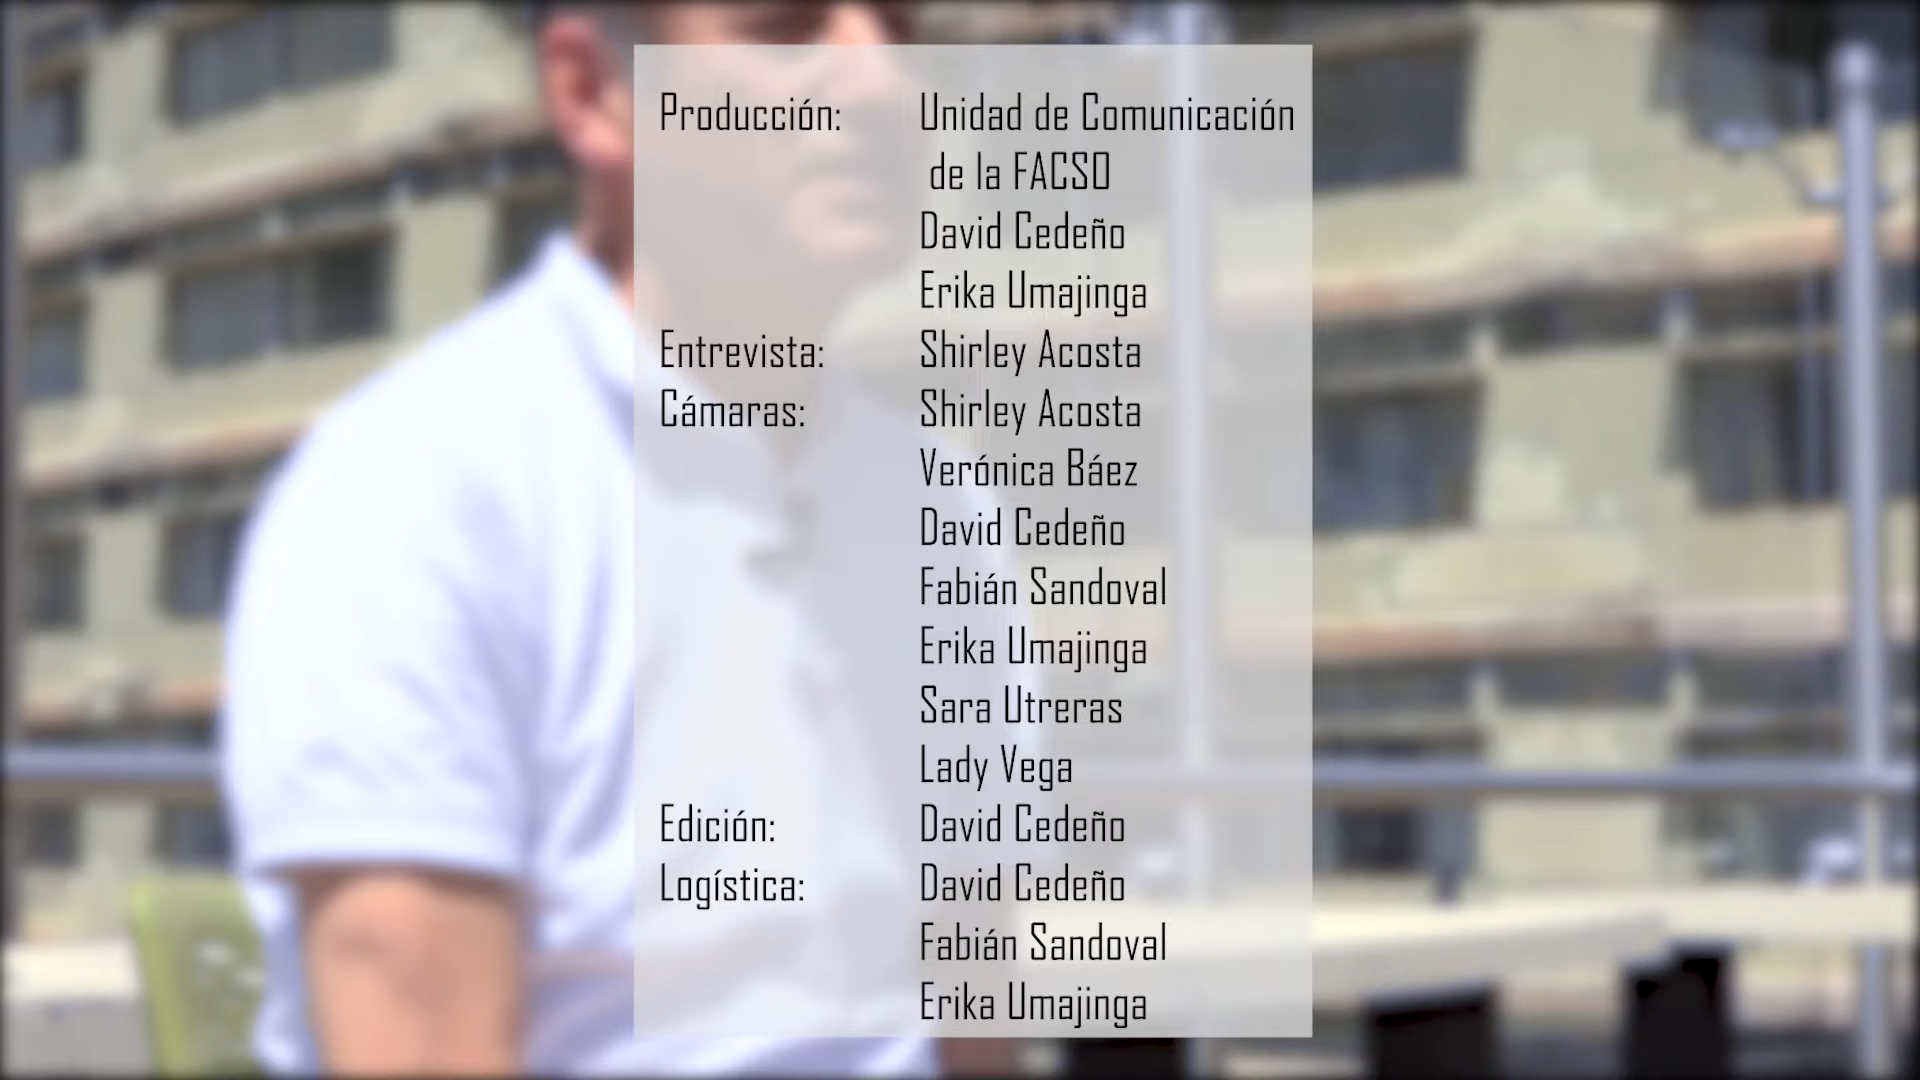 Producción: Unidad de Comunicación
de la FACSO
David Cedeño
Erika Umajinga
Entrevista: Shirley Acosta
Cámaras: Shirley Acosta
Verónica Báez
David Cedeño
Fabián Sandoval
Erika Umajinga
Sara Utreras
Lady Vega
Edición: David Cedeño
Logística: David Cedeño
Fabián Sandoval
Erika Umajinga